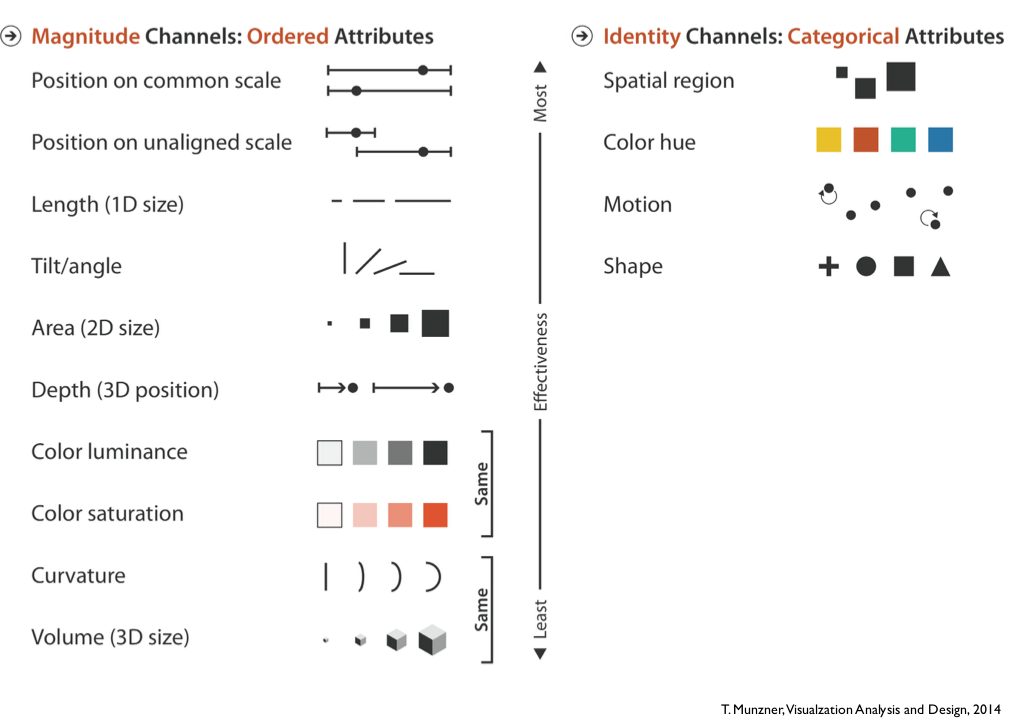 Magnitude Channels: Ordered Attributes
Position on common scale
Position on unaligned scale
Length (1D size)
Tilt/angle
Area (2D size)
Depth (3D position)
Color luminance
Color saturation
Curvature
Volume (3D size)
Same
Same
Most
Effectiveness
Least
Identity Channels: Categorical Attributes
Spatial region
Color hue
Motion
Shape
T. Munzner, Visualzation Analysis and Design, 2014